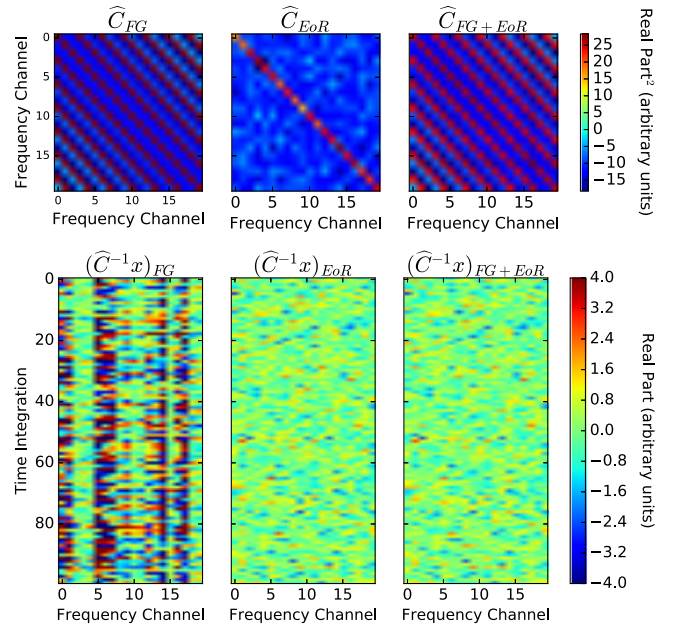 $\widehat{C}_{FG}$ $\widehat{C}_{EoR}$ $\widehat{C}_{FG+EoR}$
0
5
10
15
Frequency Channel
0 5 10 15
Frequency Channel
0 5 10 15
Frequency Channel
0 5 10 15
Frequency Channel
25
20
15
10
5
0
−5
−10
−15
Real Part² (arbitrary units)
$(\widehat{C}^{-1}x)_{FG}$ $(\widehat{C}^{-1}x)_{EoR}$ $(\widehat{C}^{-1}x)_{FG+EoR}$
0
20
40
60
80
Time Integration
0 5 10 15
Frequency Channel
0 5 10 15
Frequency Channel
0 5 10 15
Frequency Channel
4.0
3.2
2.4
1.6
0.8
0.0
−0.8
−1.6
−2.4
−3.2
−4.0
Real Part (arbitrary units)